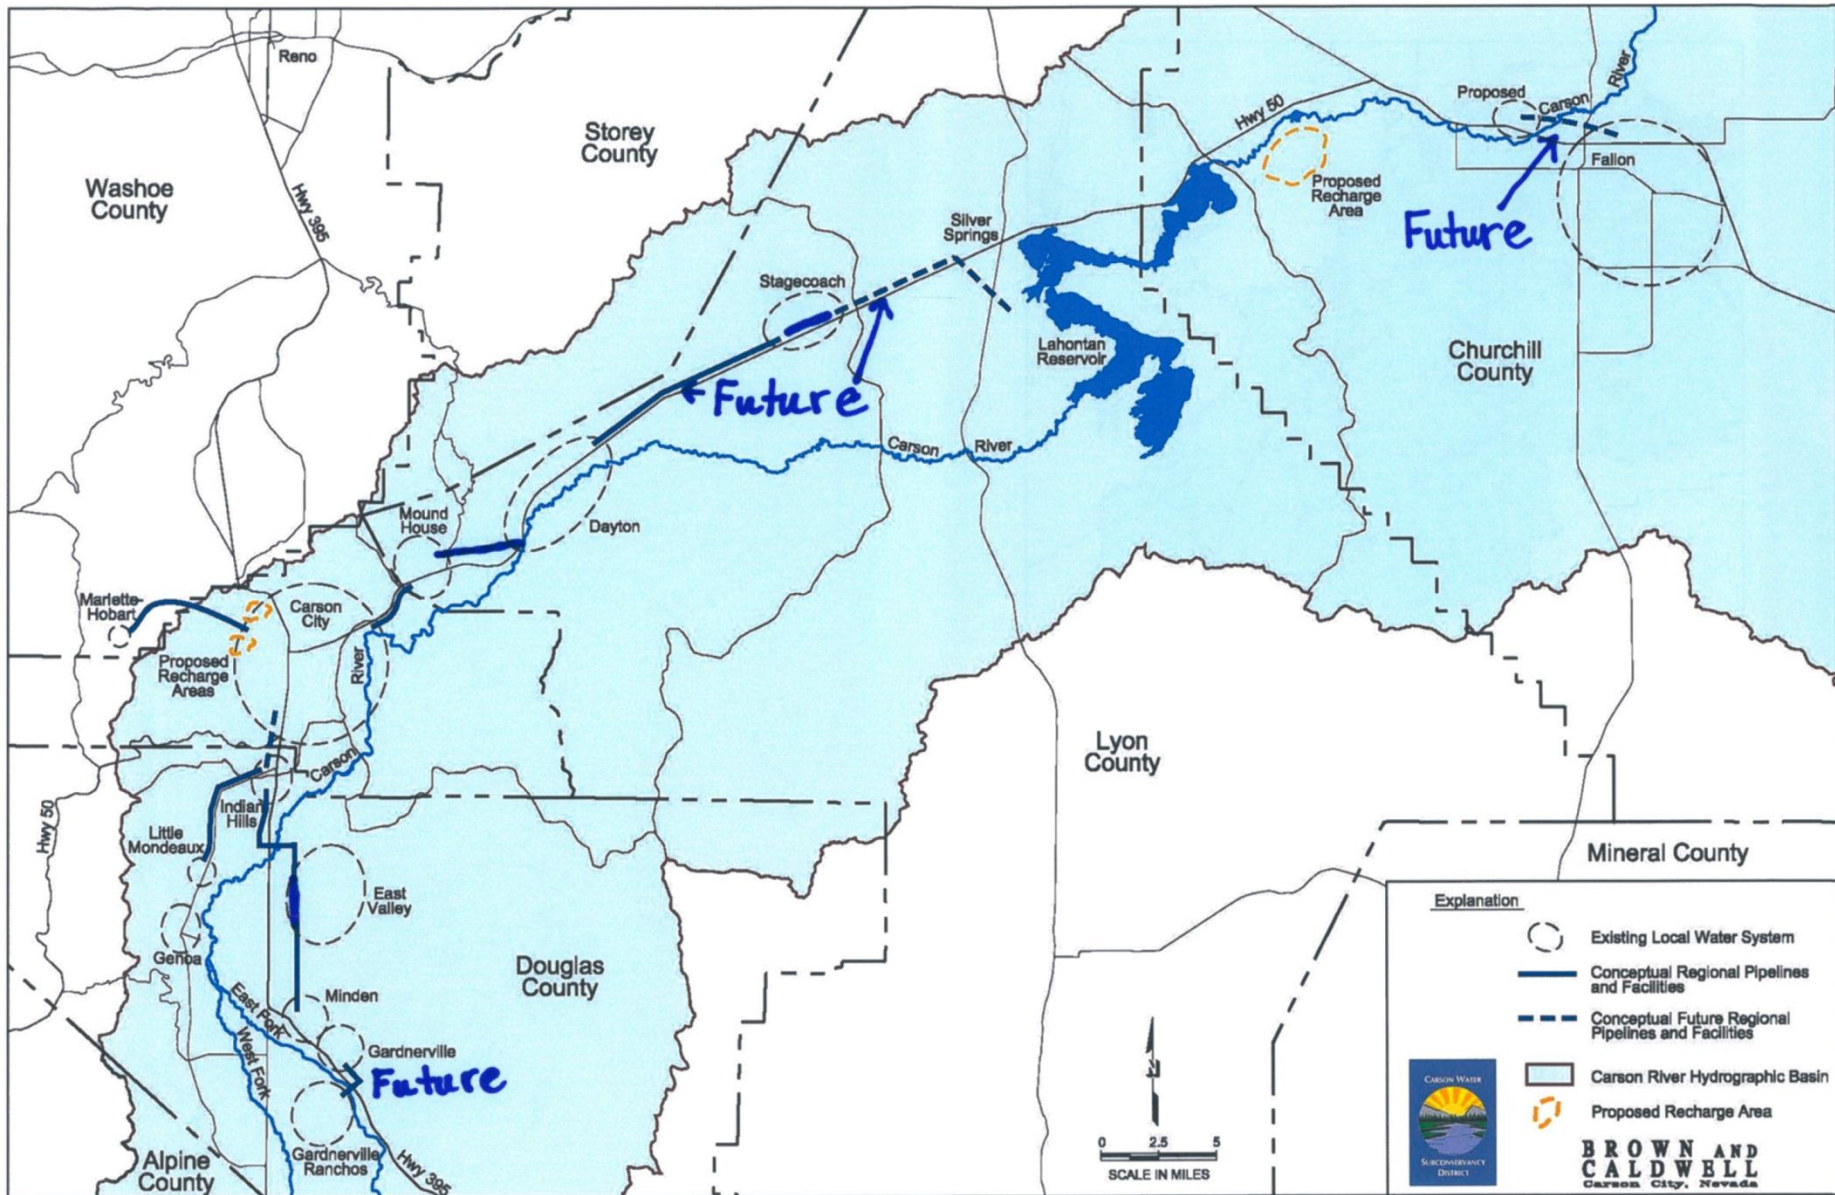 Reno
Storey
County
Washoe
County
Hwy 395
Hwy 50
Proposed
Carson
River
Fallon
Proposed
Recharge
Area
Future
Silver
Springs
Stagecoach
Lahontan
Reservoir
Churchill
County
Future
Carson
River
Mound
House
Dayton
Marlette-
Hobart
Carson
City
Proposed
Recharge
Areas
River
Carson
Lyon
County
Hwy 50
Indian
Hills
Little
Mondeaux
East
Valley
Genoa
Douglas
County
Minden
East Fork
West Fork
Gardnerville
Future
Gardnerville
Ranchos
Hwy 395
Alpine
County
Mineral County
Explanation
Existing Local Water System
Conceptual Regional Pipelines
and Facilities
Conceptual Future Regional
Pipelines and Facilities
Carson River Hydrographic Basin
Proposed Recharge Area
CARSON WATER
SUBCONSERVANCY
DISTRICT
BROWN AND
CALDWELL
Carson City, Nevada
N
0 2.5 5
SCALE IN MILES